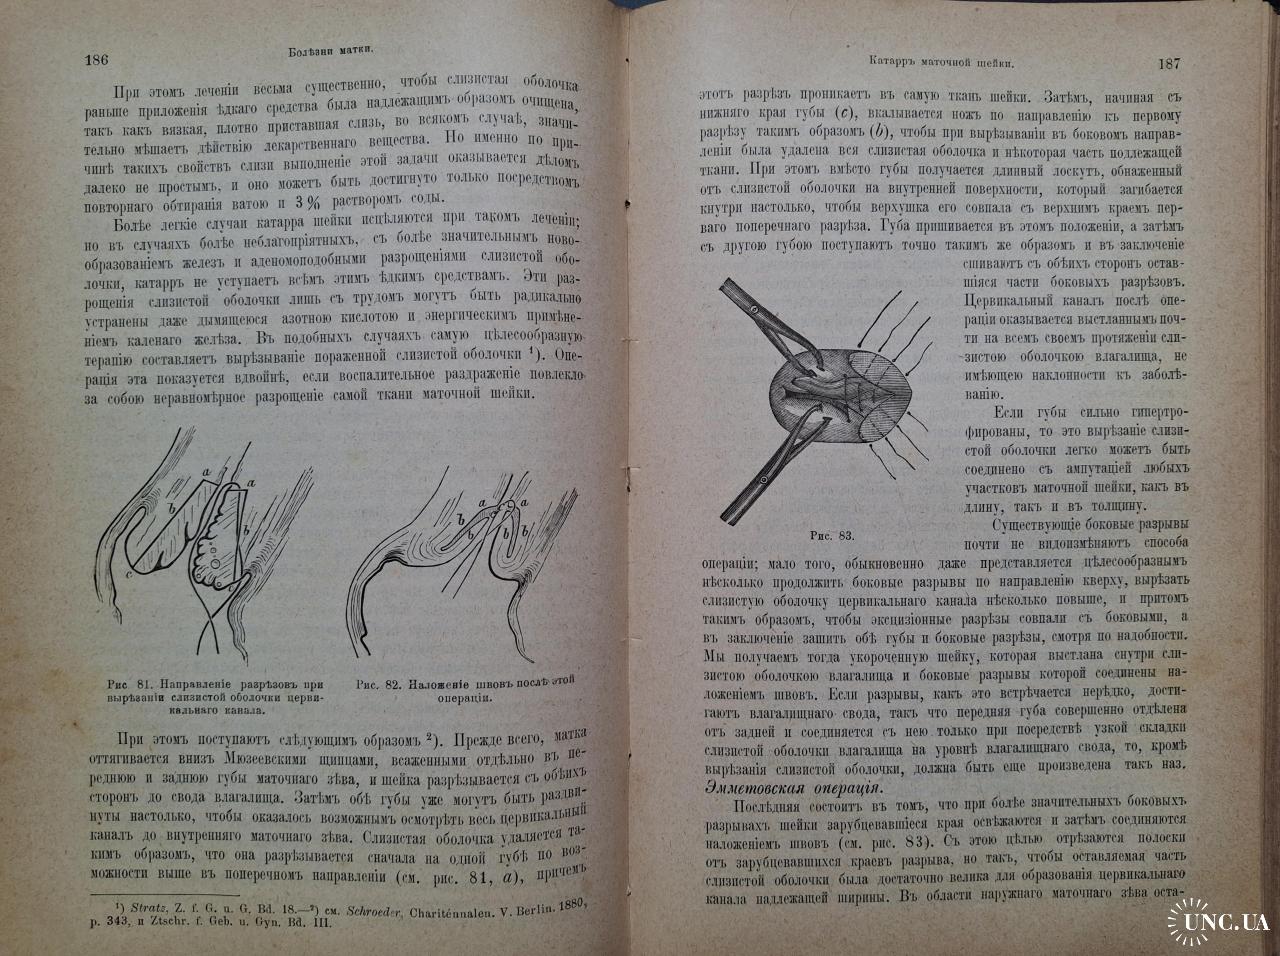 186
Болѣзни матки.
При этомъ леченіи весьма существенно, чтобы слизистая оболочка
раньше приложенія ѣдкаго средства была надлежащимъ образомъ очищена,
такъ какъ вязкая, плотно приставшая слизь, во всякомъ случаѣ, значи-
тельно мѣшаетъ дѣйствію лекарственнаго вещества. Но именно по при-
чинѣ такихъ свойствъ слизи выполненіе этой задачи оказывается дѣломъ
далеко не простымъ, и оно можетъ быть достигнуто только посредствомъ
повторнаго обтиранія ватою и 3% растворомъ соды.
Болѣе легкіе случаи катарра шейки исцѣляются при такомъ леченіи;
но въ случаяхъ болѣе неблагопріятныхъ, съ болѣе значительнымъ ново-
образованіемъ железъ и аденомоподобными разрощеніями слизистой обо-
лочки, катарръ не уступаетъ всѣмъ этимъ ѣдкимъ средствамъ. Эти раз-
рощенія слизистой оболочки лишь съ трудомъ могутъ быть радикально
устранены даже дымящеюся азотною кислотою и энергическимъ примѣне-
ніемъ каленаго желѣза. Въ подобныхъ случаяхъ самую цѣлесообразную
терапію составляетъ вырѣзываніе пораженной слизистой оболочки ¹). Опе-
рація эта показуется вдвойнѣ, если воспалительное раздраженіе повлекло
за собою неравномѣрное разрощеніе самой ткани маточной шейки.
a
a
b
b
c
a
a
b
b
b
b
Рис 81. Направленіе разрѣзовъ при
вырѣзаніи слизистой оболочки церви-
кальнаго канала.
Рис. 82. Наложеніе швовъ послѣ этой
операціи.
При этомъ поступаютъ слѣдующимъ образомъ ²). Прежде всего, матка
оттягивается внизъ Мюзеевскими щипцами, всаженными отдѣльно въ пе-
реднюю и заднюю губы маточнаго зѣва, и шейка разрѣзывается съ обѣихъ
сторонъ до свода влагалища. Затѣмъ обѣ губы уже могутъ быть раздви-
нуты настолько, чтобы оказалось возможнымъ осмотрѣть весь цервикальный
каналъ до внутренняго маточнаго зѣва. Слизистая оболочка удаляется та-
кимъ образомъ, что она разрѣзывается сначала на одной губѣ по воз-
можности выше въ поперечномъ направленіи (см. рис. 81, a), причемъ
¹) Stratz. Z. f. G. u. G. Bd. 18.—²) см. Schroeder, Charitéannalen. V. Berlin. 1880,
p. 343, и Ztschr. f. Geb. u. Gyn. Bd. III.
Катарръ маточной шейки.
187
этотъ разрѣзъ проникаетъ въ самую ткань шейки. Затѣмъ, начиная съ
нижняго края губы (c), вкалывается ножъ по направленію къ первому
разрѣзу такимъ образомъ (b), чтобы при вырѣзываніи въ боковомъ направ-
леніи была удалена вся слизистая оболочка и нѣкоторая часть подлежащей
ткани. При этомъ вмѣсто губы получается длинный лоскутъ, обнаженный
отъ слизистой оболочки на внутренней поверхности, который загибается
кнутри настолько, чтобы верхушка его совпала съ верхнимъ краемъ пер-
ваго поперечнаго разрѣза. Губа пришивается въ этомъ положеніи, а затѣмъ
съ другою губою поступаютъ точно такимъ же образомъ и въ заключеніе
сшиваютъ съ обѣихъ сторонъ остав-
шіяся части боковыхъ разрѣзовъ.
Цервикальный каналъ послѣ опе-
раціи оказывается выстланнымъ поч-
ти на всемъ своемъ протяженіи сли-
зистою оболочкою влагалища, не
имѣющею наклонности къ заболѣ-
ванію.
Если губы сильно гипертро-
фированы, то это вырѣзаніе слизи-
стой оболочки легко можетъ быть
соединено съ ампутаціей любыхъ
участковъ маточной шейки, какъ въ
длину, такъ и въ толщину.
Существующіе боковые разрывы
почти не видоизмѣняютъ способа
Рис. 83.
операціи; мало того, обыкновенно даже представляется цѣлесообразнымъ
нѣсколько продолжить боковые разрывы по направленію кверху, вырѣзать
слизистую оболочку цервикальнаго канала нѣсколько повыше, и притомъ
такимъ образомъ, чтобы эксцизіонные разрѣзы совпали съ боковыми, а
въ заключеніе зашить обѣ губы и боковые разрѣзы, смотря по надобности.
Мы получаемъ тогда укороченную шейку, которая выстлана снутри сли-
зистою оболочкою влагалища и боковые разрывы которой соединены на-
ложеніемъ швовъ. Если разрывы, какъ это встрѣчается нерѣдко, дости-
гаютъ влагалищнаго свода, такъ что передняя губа совершенно отдѣлена
отъ задней и соединяется съ нею только при посредствѣ узкой складки
слизистой оболочки влагалища на уровнѣ влагалищнаго свода, то, кромѣ
вырѣзанія слизистой оболочки, должна быть еще произведена такъ наз.
Эмметовская операція.
Послѣдняя состоитъ въ томъ, что при болѣе значительныхъ боковыхъ
разрывахъ шейки зарубцевавшіеся края освѣжаются и затѣмъ соединяются
наложеніемъ швовъ (см. рис. 83). Съ этою цѣлью отрѣзаются полоски
отъ зарубцевавшихся краевъ разрыва, но такъ, чтобы оставляемая часть
слизистой оболочки была достаточно велика для образованія цервикальнаго
канала надлежащей ширины. Въ области наружнаго маточнаго зѣва оста-
UNC.UA